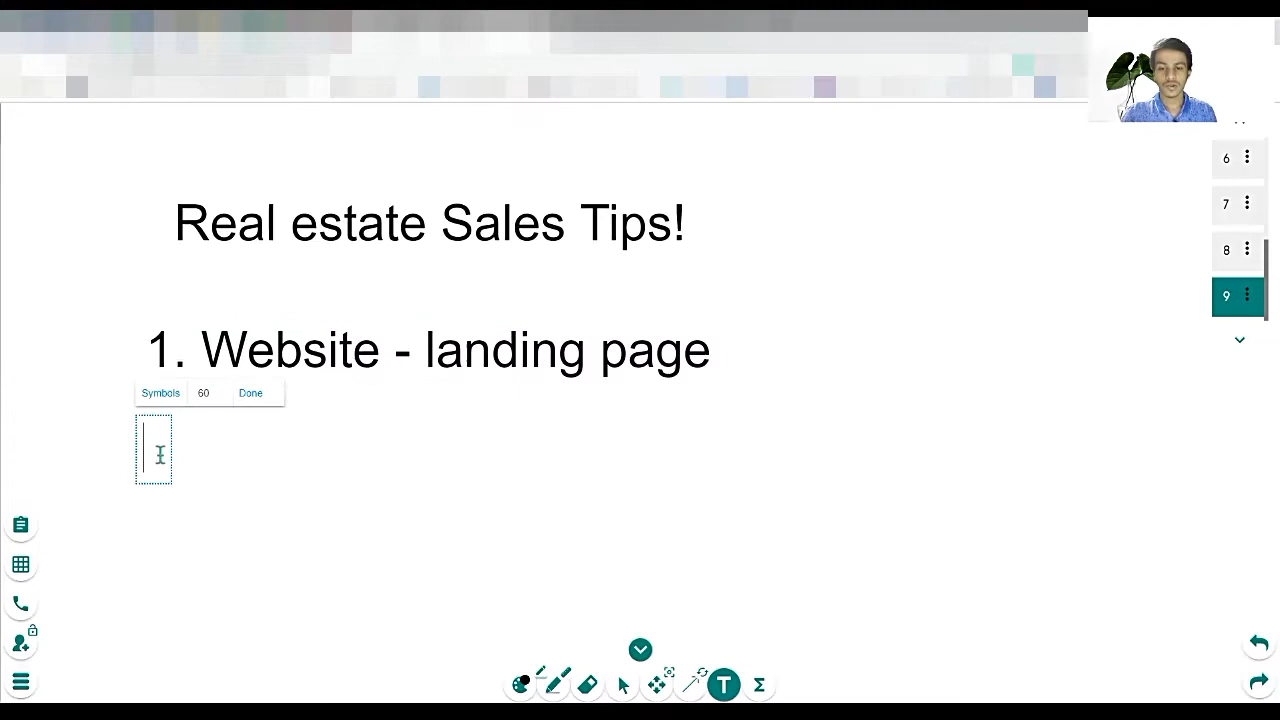 Real estate Sales Tips!
6
7
8
9
1. Website - landing page
Symbols 60 Done
T Σ